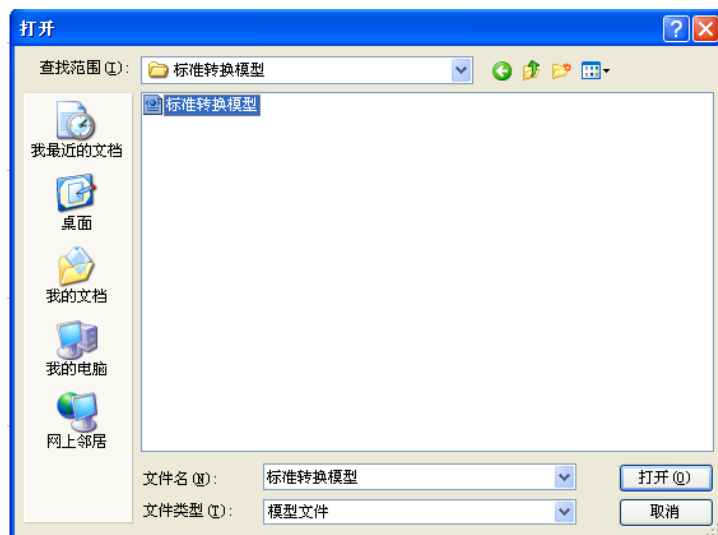 打开
查找范围(I):
标准转换模型
标准转换模型
我最近的文档
桌面
我的文档
我的电脑
网上邻居
文件名(N):
标准转换模型
打开(O)
文件类型(T):
模型文件
取消